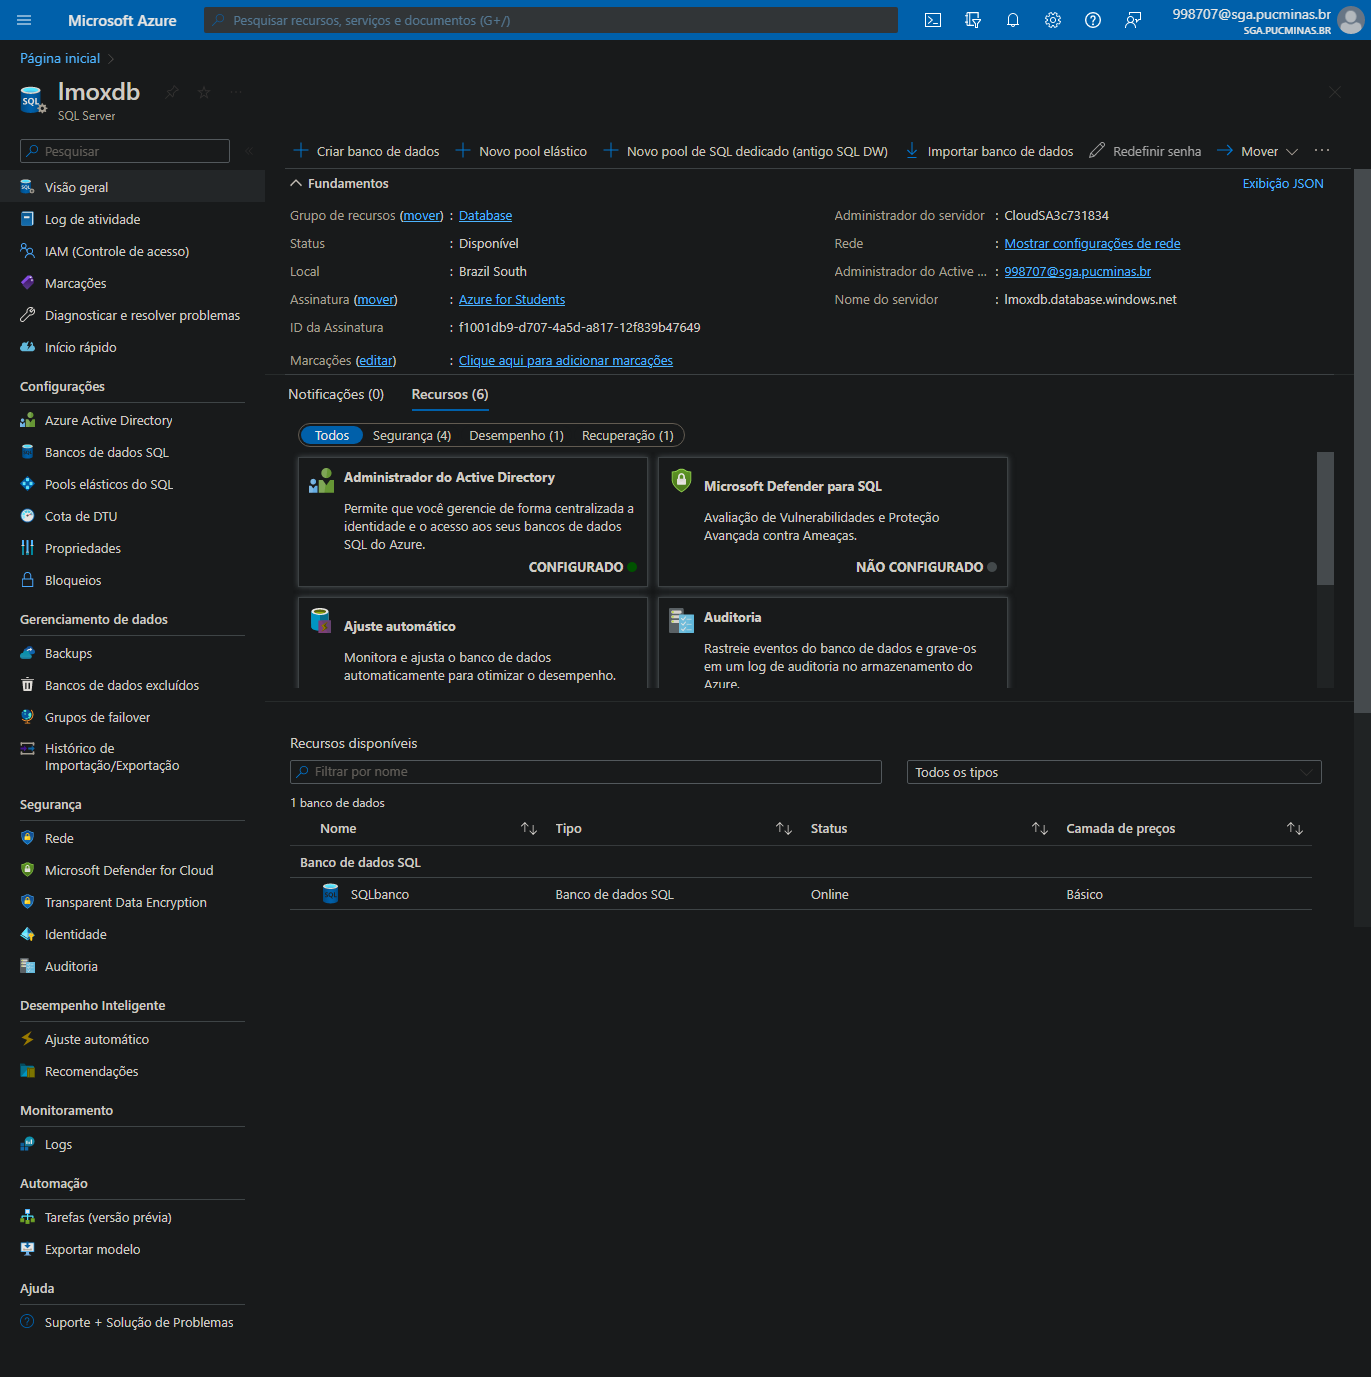 Microsoft Azure
Pesquisar recursos, serviços e documentos (G+/)
998707@sga.pucminas.br
SGA.PUCMINAS.BR
Página inicial
lmoxdb
SQL Server
Pesquisar
Criar banco de dados
Novo pool elástico
Novo pool de SQL dedicado (antigo SQL DW)
Importar banco de dados
Redefinir senha
Mover
Visão geral
Log de atividade
IAM (Controle de acesso)
Marcações
Diagnosticar e resolver problemas
Início rápido
Configurações
Azure Active Directory
Bancos de dados SQL
Pools elásticos do SQL
Cota de DTU
Propriedades
Bloqueios
Gerenciamento de dados
Backups
Bancos de dados excluídos
Grupos de failover
Histórico de
Importação/Exportação
Segurança
Rede
Microsoft Defender for Cloud
Transparent Data Encryption
Identidade
Auditoria
Desempenho Inteligente
Ajuste automático
Recomendações
Monitoramento
Logs
Automação
Tarefas (versão prévia)
Exportar modelo
Ajuda
Suporte + Solução de Problemas
Fundamentos
Exibição JSON
Grupo de recursos (mover) : Database
Status : Disponível
Local : Brazil South
Assinatura (mover) : Azure for Students
ID da Assinatura : f1001db9-d707-4a5d-a817-12f839b47649
Marcações (editar) : Clique aqui para adicionar marcações
Administrador do servidor : CloudSA3c731834
Rede : Mostrar configurações de rede
Administrador do Active ... : 998707@sga.pucminas.br
Nome do servidor : lmoxdb.database.windows.net
Notificações (0)
Recursos (6)
Todos
Segurança (4)
Desempenho (1)
Recuperação (1)
Administrador do Active Directory
Permite que você gerencie de forma centralizada a
identidade e o acesso aos seus bancos de dados
SQL do Azure.
CONFIGURADO
Microsoft Defender para SQL
Avaliação de Vulnerabilidades e Proteção
Avançada contra Ameaças.
NÃO CONFIGURADO
Ajuste automático
Monitora e ajusta o banco de dados
automaticamente para otimizar o desempenho.
Auditoria
Rastreie eventos do banco de dados e grave-os
em um log de auditoria no armazenamento do
Azure.
Recursos disponíveis
Filtrar por nome
Todos os tipos
1 banco de dados
Nome
Tipo
Status
Camada de preços
Banco de dados SQL
SQLbanco
Banco de dados SQL
Online
Básico